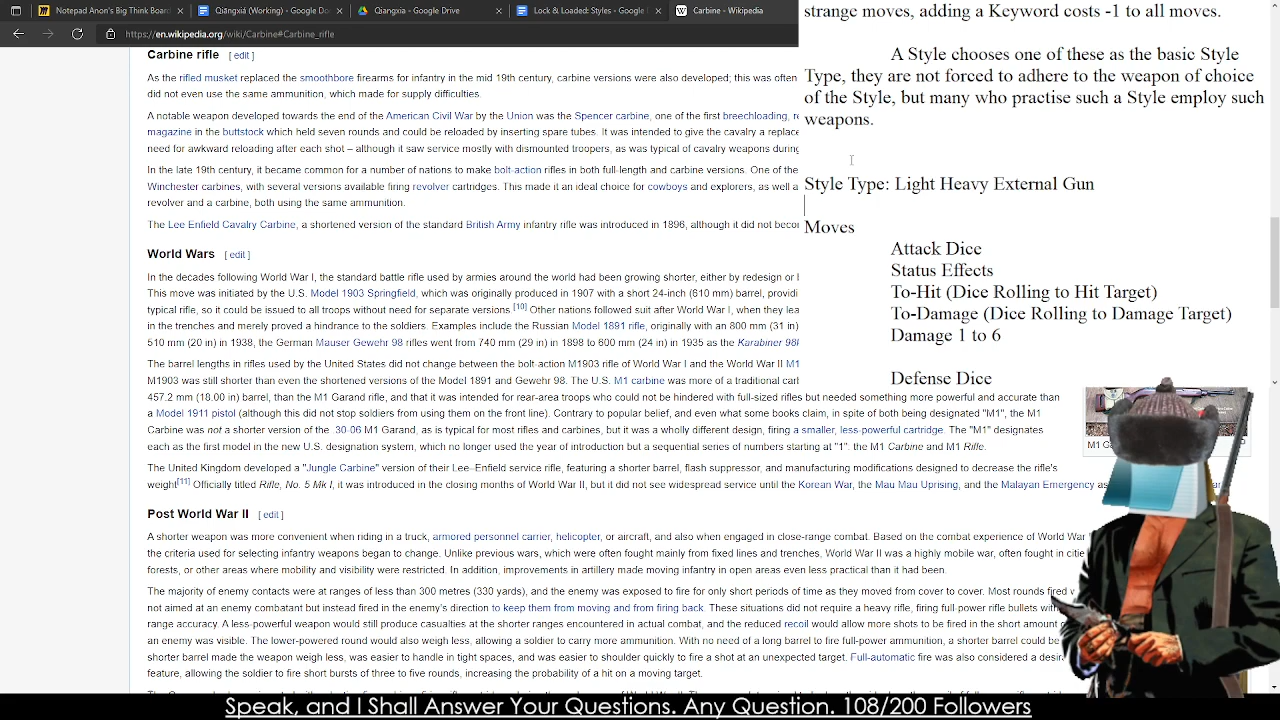 Notepad Anon's Big Think Board
Qiāngxiá (Working) - Google Do
Qiangxia - Google Drive
Lock & Loaded: Styles - Google
Carbine - Wikipedia
https://en.wikipedia.org/wiki/Carbine#Carbine_rifle
Carbine rifle [ edit ]
As the rifled musket replaced the smoothbore firearms for infantry in the mid 19th century, carbine versions were also developed; this was often
did not even use the same ammunition, which made for supply difficulties.
A notable weapon developed towards the end of the American Civil War by the Union was the Spencer carbine, one of the first breechloading, re
magazine in the buttstock which held seven rounds and could be reloaded by inserting spare tubes. It was intended to give the cavalry a replace
need for awkward reloading after each shot – although it saw service mostly with dismounted troopers, as was typical of cavalry weapons during
In the late 19th century, it became common for a number of nations to make bolt-action rifles in both full-length and carbine versions. One of the
Winchester carbines, with several versions available firing revolver cartridges. This made it an ideal choice for cowboys and explorers, as well a
revolver and a carbine, both using the same ammunition.
The Lee Enfield Cavalry Carbine, a shortened version of the standard British Army infantry rifle was introduced in 1896, although it did not becor
World Wars [ edit ]
In the decades following World War I, the standard battle rifle used by armies around the world had been growing shorter, either by redesign or
This move was initiated by the U.S. Model 1903 Springfield, which was originally produced in 1907 with a short 24-inch (610 mm) barrel, providi
typical rifle, so it could be issued to all troops without need for separate versions.[10] Other nations followed suit after World War I, when they lea
in the trenches and merely proved a hindrance to the soldiers. Examples include the Russian Model 1891 rifle, originally with an 800 mm (31 in)
510 mm (20 in) in 1938, the German Mauser Gewehr 98 rifles went from 740 mm (29 in) in 1898 to 600 mm (24 in) in 1935 as the Karabiner 98
The barrel lengths in rifles used by the United States did not change between the bolt-action M1903 rifle of World War I and the World War II M1
M1903 was still shorter than even the shortened versions of the Model 1891 and Gewehr 98. The U.S. M1 carbine was more of a traditional cart
457.2 mm (18.00 in) barrel, than the M1 Garand rifle, and that it was intended for rear-area troops who could not be hindered with full-sized rifles but needed something more powerful and accurate than
a Model 1911 pistol (although this did not stop soldiers from using them on the front line). Contrary to popular belief, and even what some books claim, in spite of both being designated "M1", the M1
Carbine was not a shorter version of the .30-06 M1 Garand, as is typical for most rifles and carbines, but it was a wholly different design, firing a smaller, less-powerful cartridge. The "M1" designates
each as the first model in the new U.S. designation system, which no longer used the year of introduction but a sequential series of numbers starting at "1": the M1 Carbine and M1 Rifle.
The United Kingdom developed a "Jungle Carbine" version of their Lee–Enfield service rifle, featuring a shorter barrel, flash suppressor, and manufacturing modifications designed to decrease the rifle's
weight[11] Officially titled Rifle, No. 5 Mk I, it was introduced in the closing months of World War II, but it did not see widespread service until the Korean War, the Mau Mau Uprising, and the Malayan Emergency as
Post World War II [ edit ]
A shorter weapon was more convenient when riding in a truck, armored personnel carrier, helicopter, or aircraft, and also when engaged in close-range combat. Based on the combat experience of World War
the criteria used for selecting infantry weapons began to change. Unlike previous wars, which were often fought mainly from fixed lines and trenches, World War II was a highly mobile war, often fought in citie
forests, or other areas where mobility and visibility were restricted. In addition, improvements in artillery made moving infantry in open areas even less practical than it had been.
The majority of enemy contacts were at ranges of less than 300 metres (330 yards), and the enemy was exposed to fire for only short periods of time as they moved from cover to cover. Most rounds fired
not aimed at an enemy combatant but instead fired in the enemy's direction to keep them from moving and from firing back. These situations did not require a heavy rifle, firing full-power rifle bullets with
range accuracy. A less-powerful weapon would still produce casualties at the shorter ranges encountered in actual combat, and the reduced recoil would allow more shots to be fired in the short amount
an enemy was visible. The lower-powered round would also weigh less, allowing a soldier to carry more ammunition. With no need of a long barrel to fire full-power ammunition, a shorter barrel could be
shorter barrel made the weapon weigh less, was easier to handle in tight spaces, and was easier to shoulder quickly to fire a shot at an unexpected target. Full-automatic fire was also considered a desir
feature, allowing the soldier to fire short bursts of three to five rounds, increasing the probability of a hit on a moving target.
M1 Ga
strange moves, adding a Keyword costs -1 to all moves.
A Style chooses one of these as the basic Style
Type, they are not forced to adhere to the weapon of choice
of the Style, but many who practise such a Style employ such
weapons.
Style Type: Light Heavy External Gun
Moves
Attack Dice
Status Effects
To-Hit (Dice Rolling to Hit Target)
To-Damage (Dice Rolling to Damage Target)
Damage 1 to 6
Defense Dice
Speak, and I Shall Answer Your Questions. Any Question. 108/200 Followers